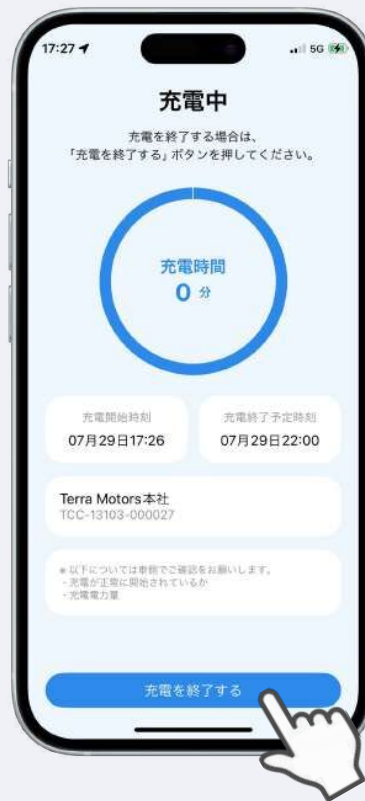 17:27
5G
充電中
充電を終了する場合は、
「充電を終了する」ボタンを押してください。
充電時間
0 分
充電開始時刻
07月29日17:26
充電終了予定時刻
07月29日22:00
Terra Motors本社
TCC-13103-000027
※以下については車側でご確認をお願いします。
・充電が正常に開始されているか
・充電電力量
充電を終了する